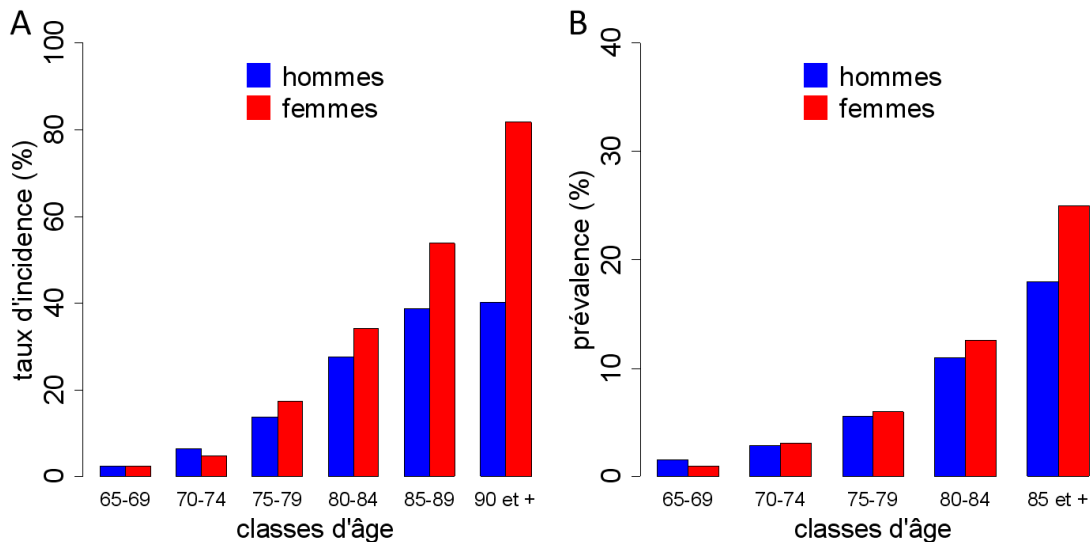 A
taux d'incidence (%)
0
20
40
60
80
100
hommes
femmes
65-69 70-74 75-79 80-84 85-89 90 et +
classes d'âge
B
prévalence (%)
0
10
20
30
40
hommes
femmes
65-69 70-74 75-79 80-84 85 et +
classes d'âge